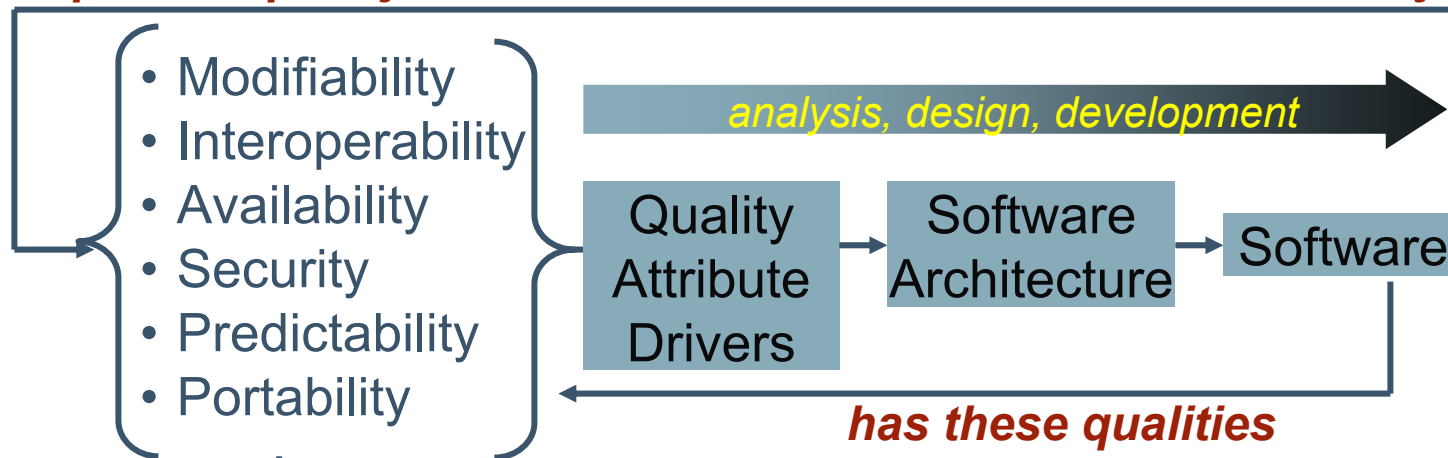 • Modifiability
• Interoperability
• Availability
• Security
• Predictability
• Portability
analysis, design, development
Quality
Attribute
Drivers
Software
Architecture
Software
has these qualities